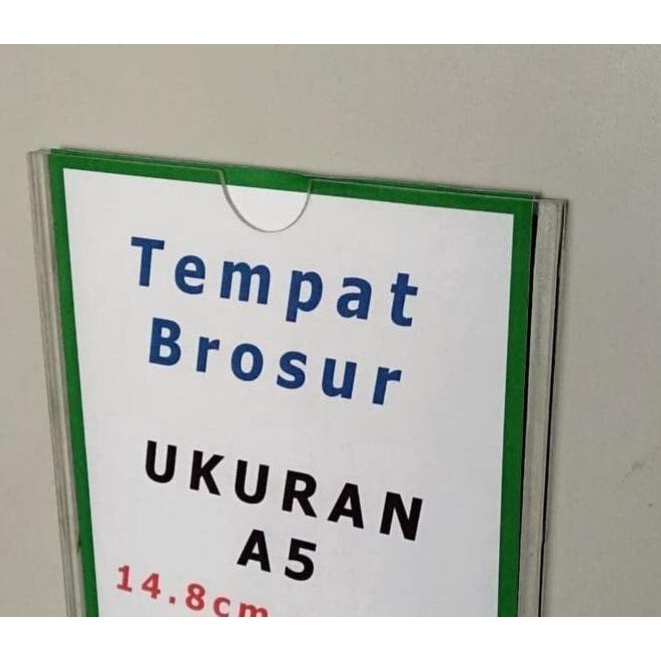 Tempat
Brosur
UKURAN
A5
14.8cm